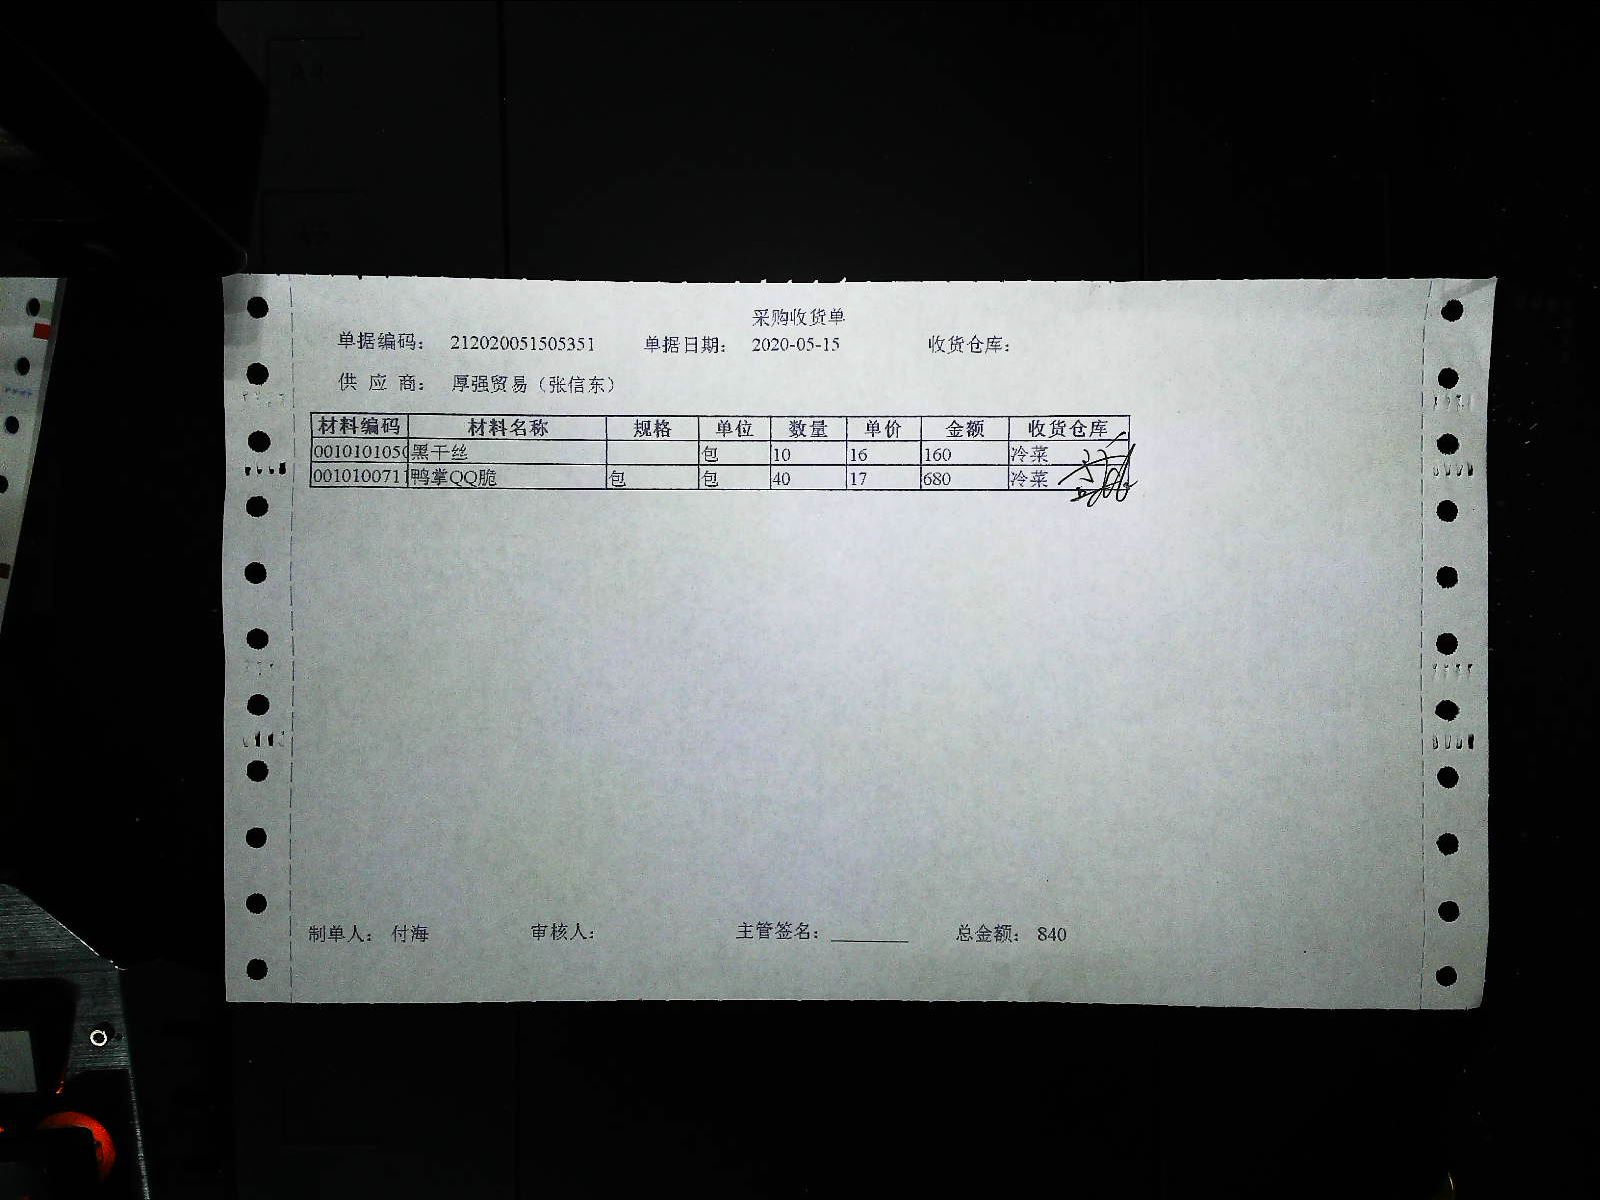 采购收货单
单据编码： 212020051505351 单据日期： 2020-05-15 收货仓库：
供 应 商： 厚强贸易（张信东）
材料编码 材料名称 规格 单位 数量 单价 金额 收货仓库
0010101050 黑干丝 包 10 16 160 冷菜
0010100711 鸭掌QQ脆 包 包 40 17 680 冷菜
制单人： 付海 审核人： 主管签名： 总金额： 840